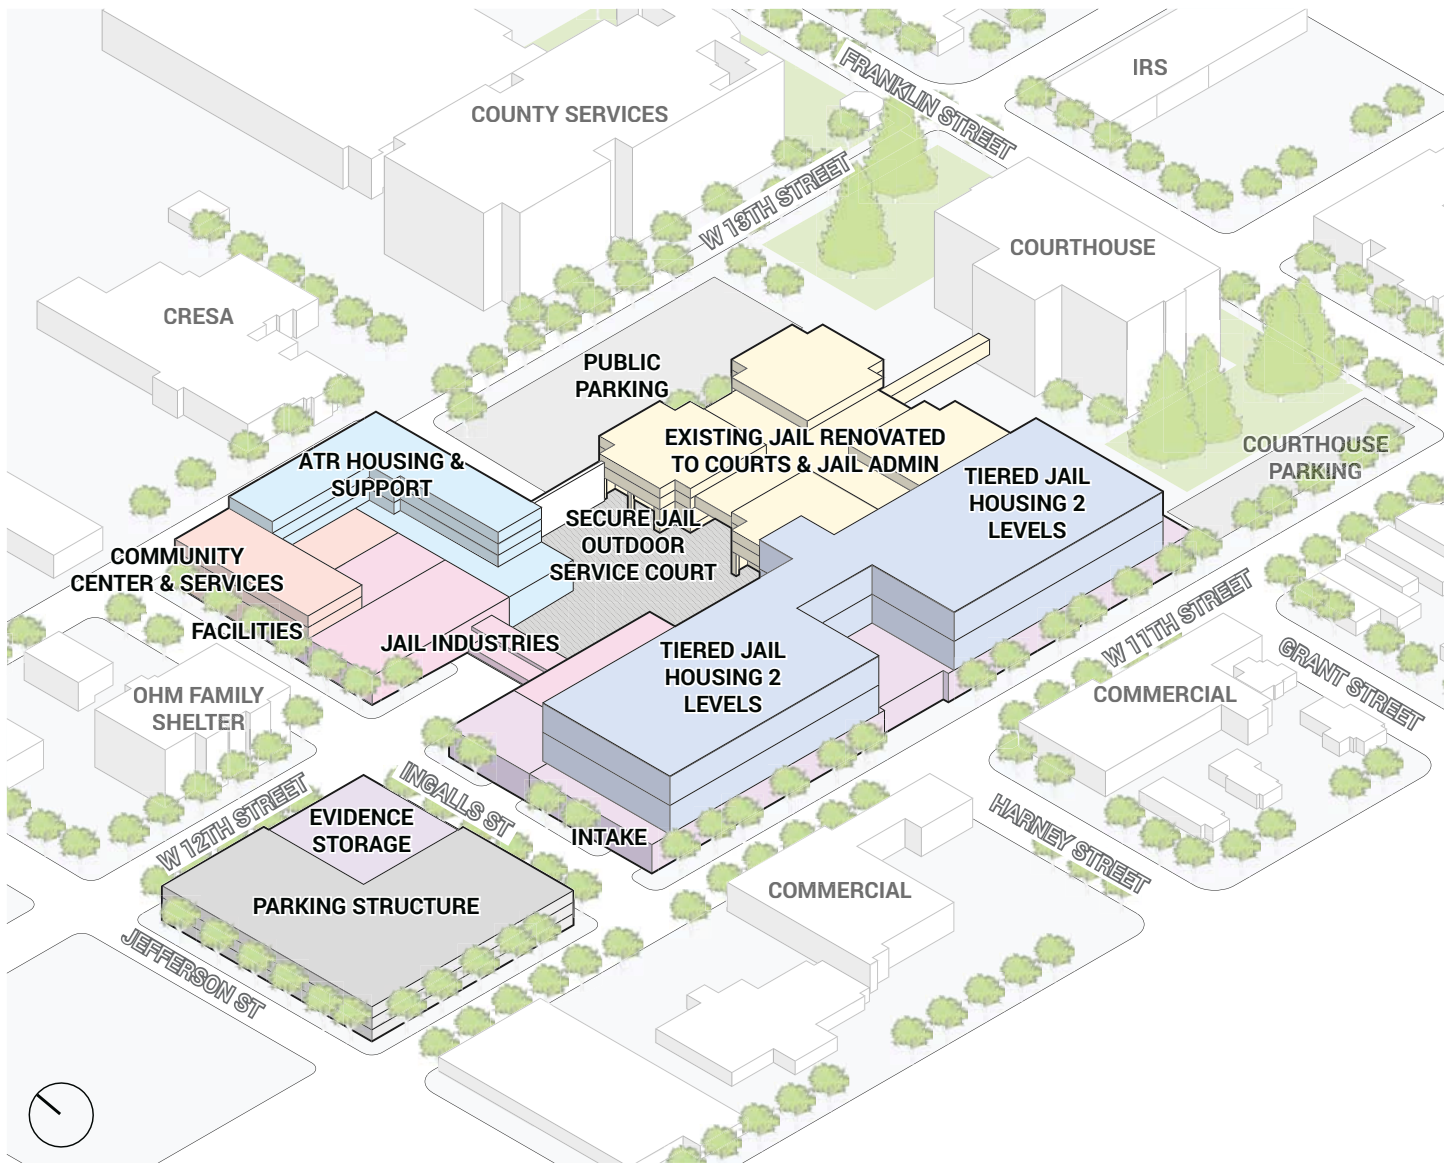 FRANKLIN STREET
IRS
COUNTY SERVICES
W 13TH STREET
COURTHOUSE
CRESA
PUBLIC
PARKING
EXISTING JAIL RENOVATED
TO COURTS & JAIL ADMIN
COURTHOUSE
PARKING
ATR HOUSING &
SUPPORT
TIERED JAIL
HOUSING 2
LEVELS
SECURE JAIL
OUTDOOR
SERVICE COURT
COMMUNITY
CENTER & SERVICES
FACILITIES
JAIL INDUSTRIES
TIERED JAIL
HOUSING 2
LEVELS
W 11TH STREET
GRANT STREET
OHM FAMILY
SHELTER
COMMERCIAL
W 12TH STREET
INGALLS ST
EVIDENCE
STORAGE
INTAKE
HARNEY STREET
PARKING STRUCTURE
COMMERCIAL
JEFFERSON ST